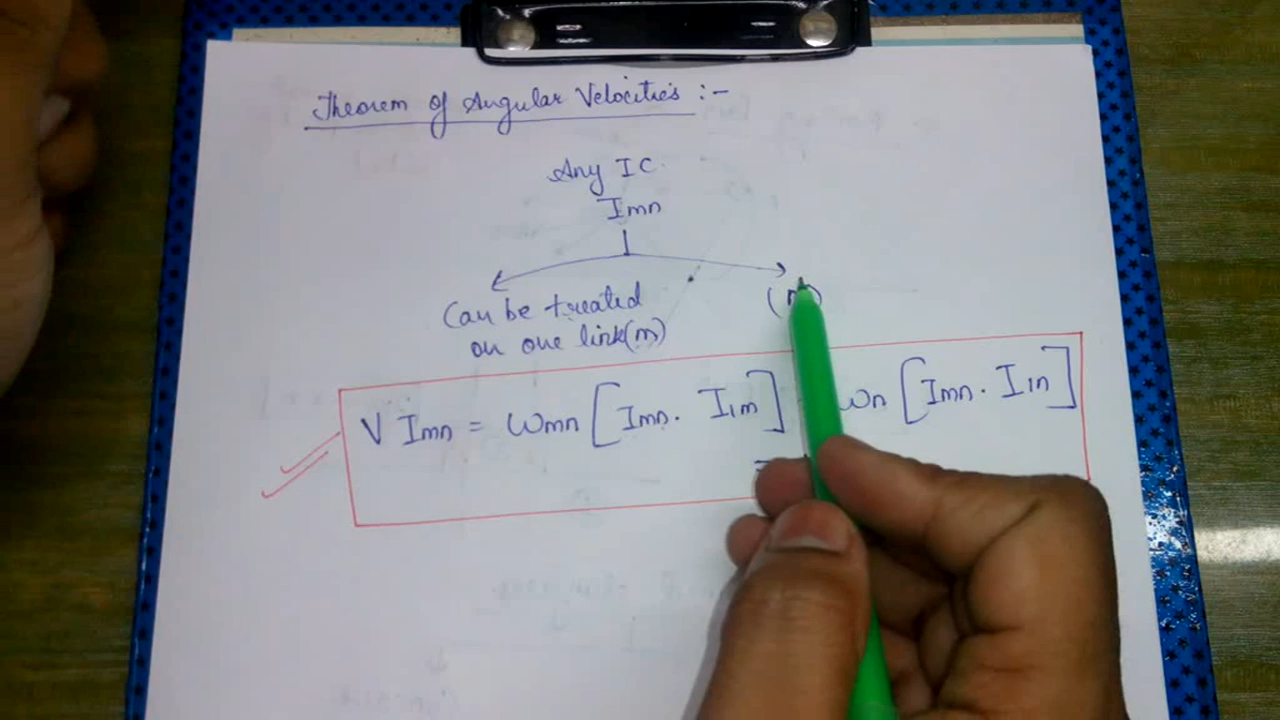 Theorem of Angular Velocities :-
Any IC.
Imn
Can be treated
on one link(m)
V Imn = ωmn [Imn. I1m] ωn [Imn. I1n]